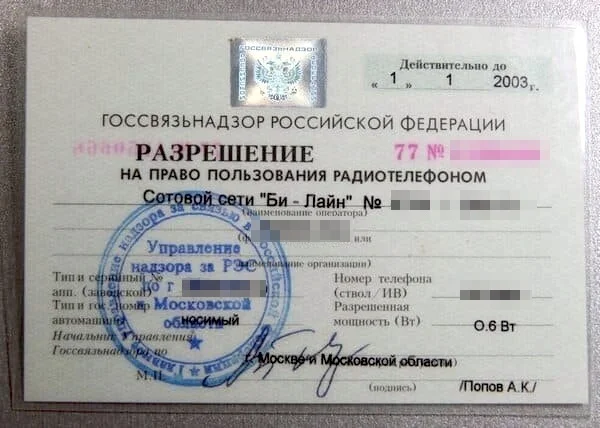 ГОССВЯЗЬНАДЗОР
Действительно до
" 1 " 1 2003 г.
ГОССВЯЗЬНАДЗОР РОССИЙСКОЙ ФЕДЕРАЦИИ
РАЗРЕШЕНИЕ 77 №
НА ПРАВО ПОЛЬЗОВАНИЯ РАДИОТЕЛЕФОНОМ
Сотовой сети "Би - Лайн" №
(наименование оператора)
или
наименование организации)
Тип и серийный №
апп. (заводской)
Номер телефона
(ствол / ИВ)
Тип и гос. номер
автомашины носимый
Разрешенная
мощность (Вт) 0.6 Вт
Начальник Управления
Госсвязьнадзора по г. Москве и Московской области
М.П. (подпись) /Попов А.К./
Управление
надзора за РЭС
по г
и Московской
области